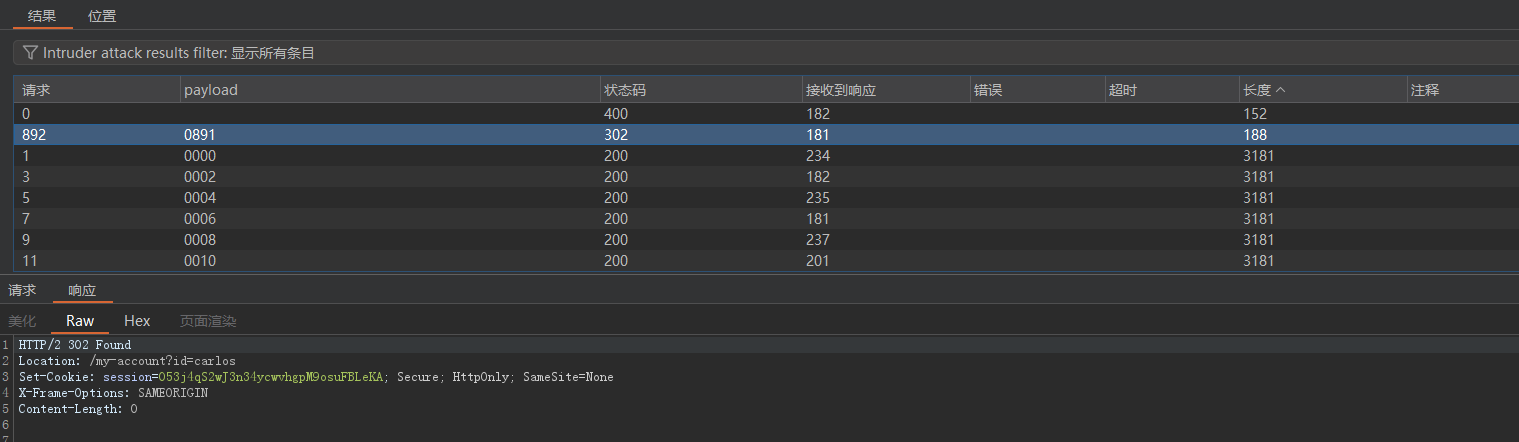 结果 位置
Intruder attack results filter: 显示所有条目
请求 payload 状态码 接收到响应 错误 超时 长度 注释
0 400 182 152
892 0891 302 181 188
1 0000 200 234 3181
3 0002 200 182 3181
5 0004 200 235 3181
7 0006 200 181 3181
9 0008 200 237 3181
11 0010 200 201 3181
请求 响应
美化 Raw Hex 页面渲染
1 HTTP/2 302 Found
2 Location: /my-account?id=carlos
3 Set-Cookie: session=O53j4qS2wJ3n34ycwvhgpM9osuFBLeKA; Secure; HttpOnly; SameSite=None
4 X-Frame-Options: SAMEORIGIN
5 Content-Length: 0
6
7